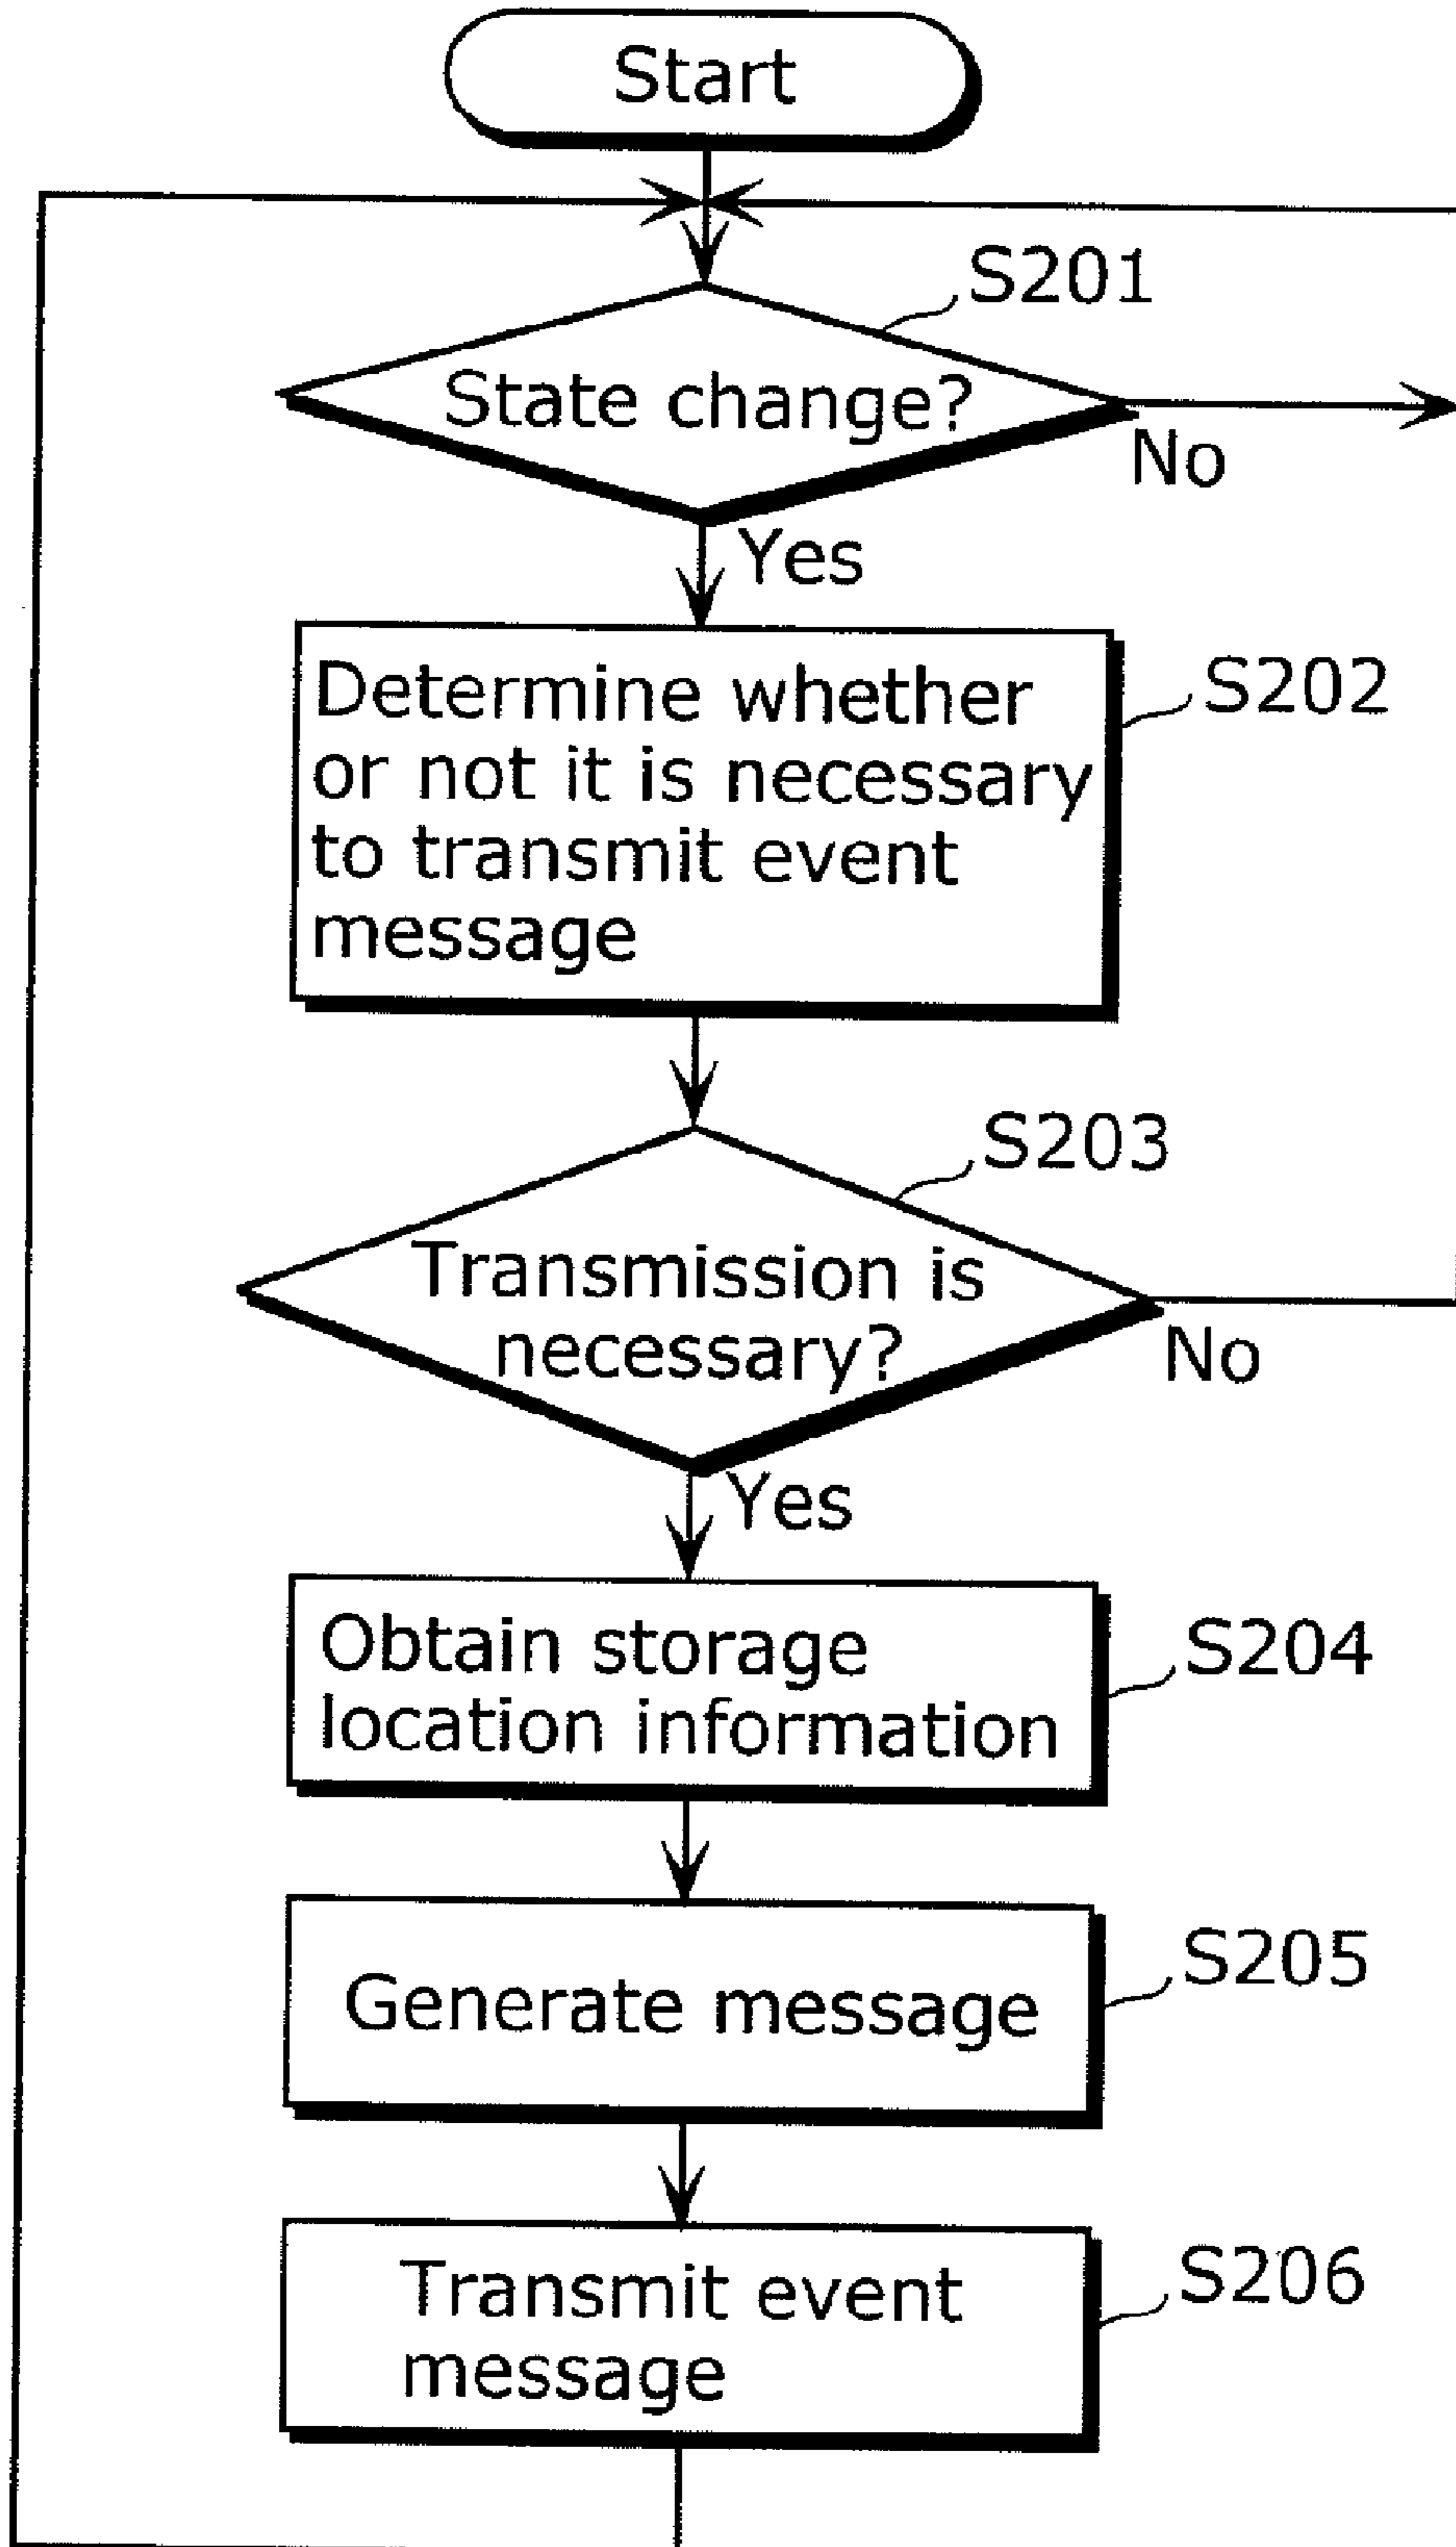 Start
S201
State change?
No
Yes
Determine whether
or not it is necessary
to transmit event
message
S202
S203
Transmission is
necessary?
No
Yes
Obtain storage
location information
S204
Generate message
S205
Transmit event
message
S206